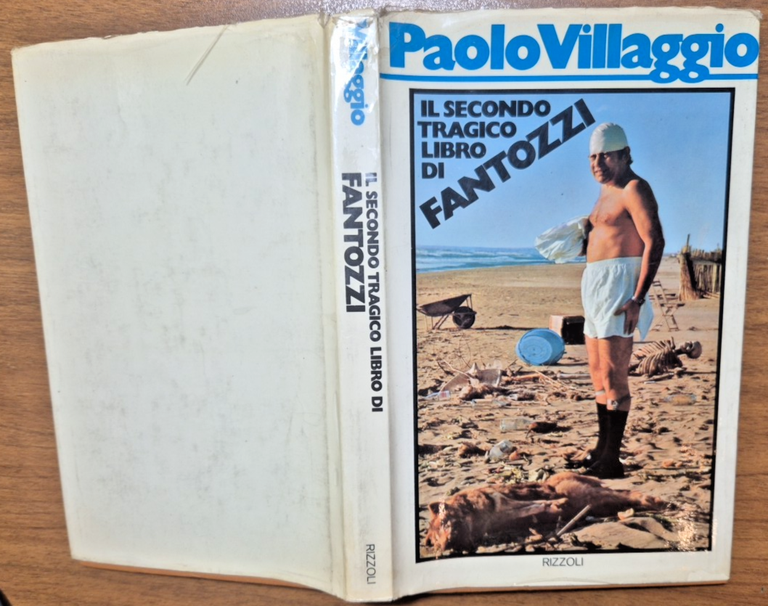 Paolo Villaggio
IL SECONDO
TRAGICO
LIBRO
DI
FANTOZZI
RIZZOLI
Villaggio
IL SECONDO TRAGICO LIBRO DI
FANTOZZI
RIZZOLI